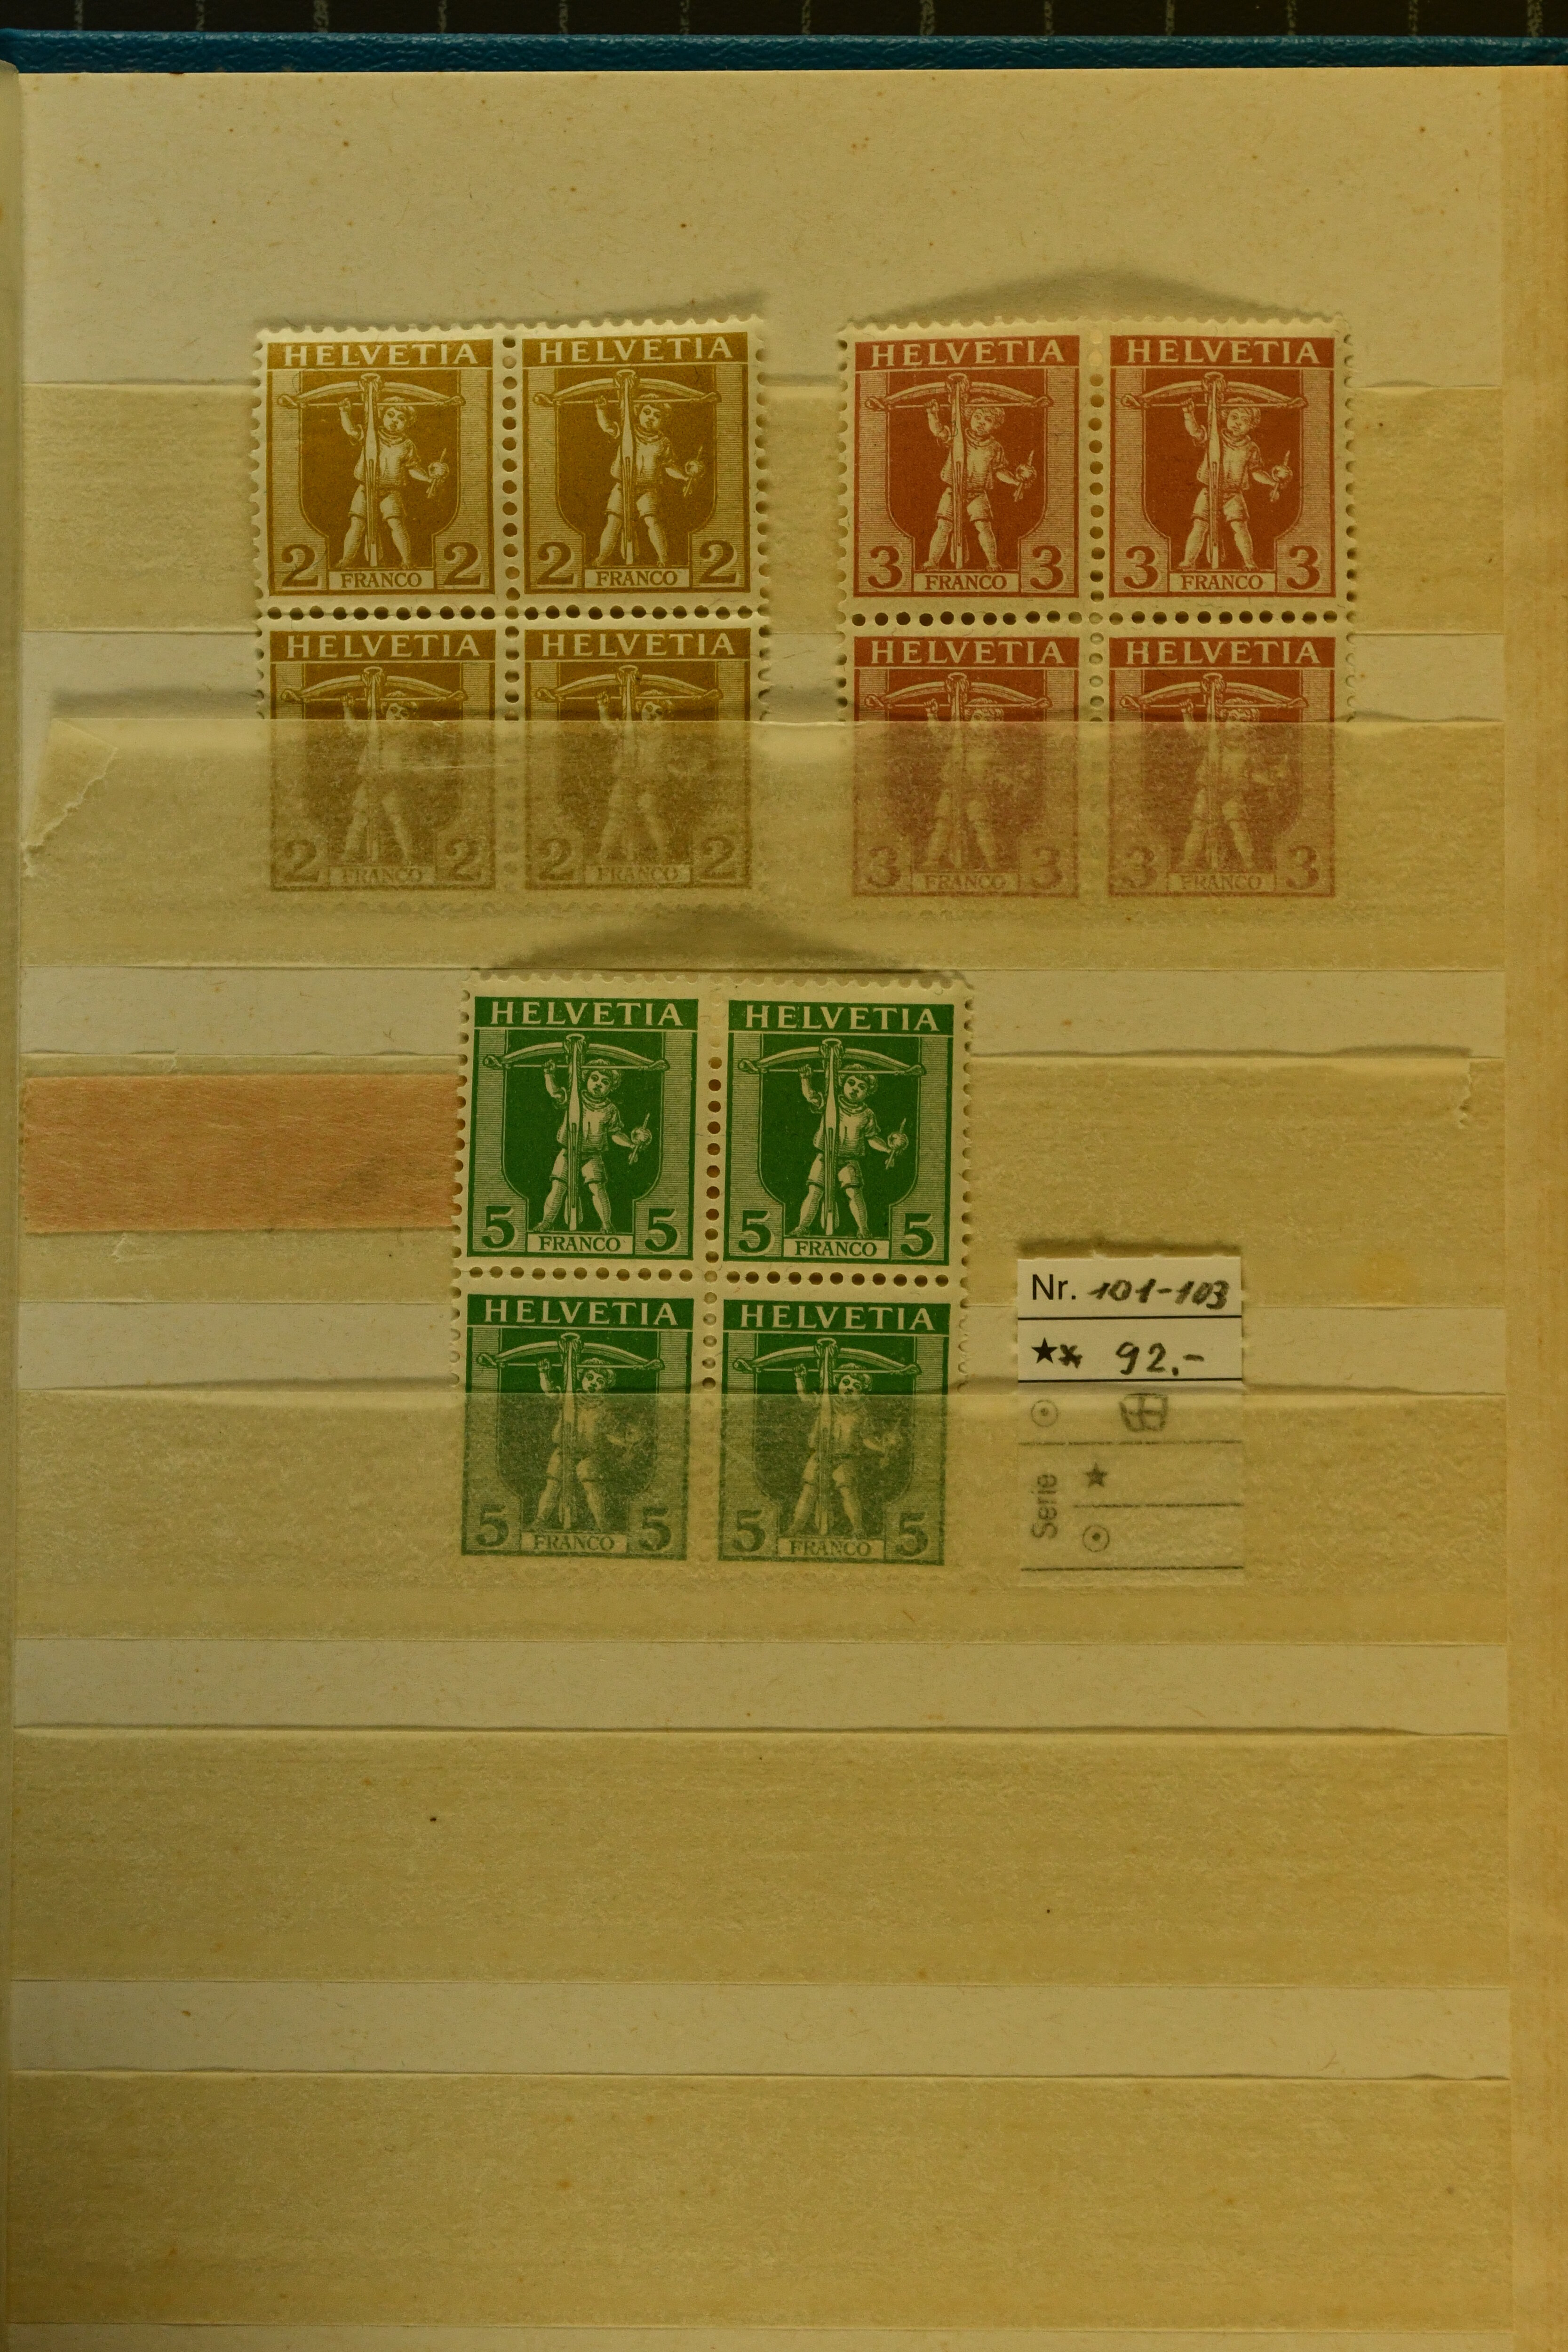 HELVETIA HELVETIA HELVETIA HELVETIA
2 FRANCO 2 2 FRANCO 2 3 FRANCO 3 3 FRANCO 3
HELVETIA HELVETIA HELVETIA HELVETIA
2 FRANCO 2 2 FRANCO 2 3 FRANCO 3 3 FRANCO 3
HELVETIA HELVETIA
5 FRANCO 5 5 FRANCO 5
HELVETIA HELVETIA
5 FRANCO 5 5 FRANCO 5
Nr. 101-103
★★ 92.-
Serie